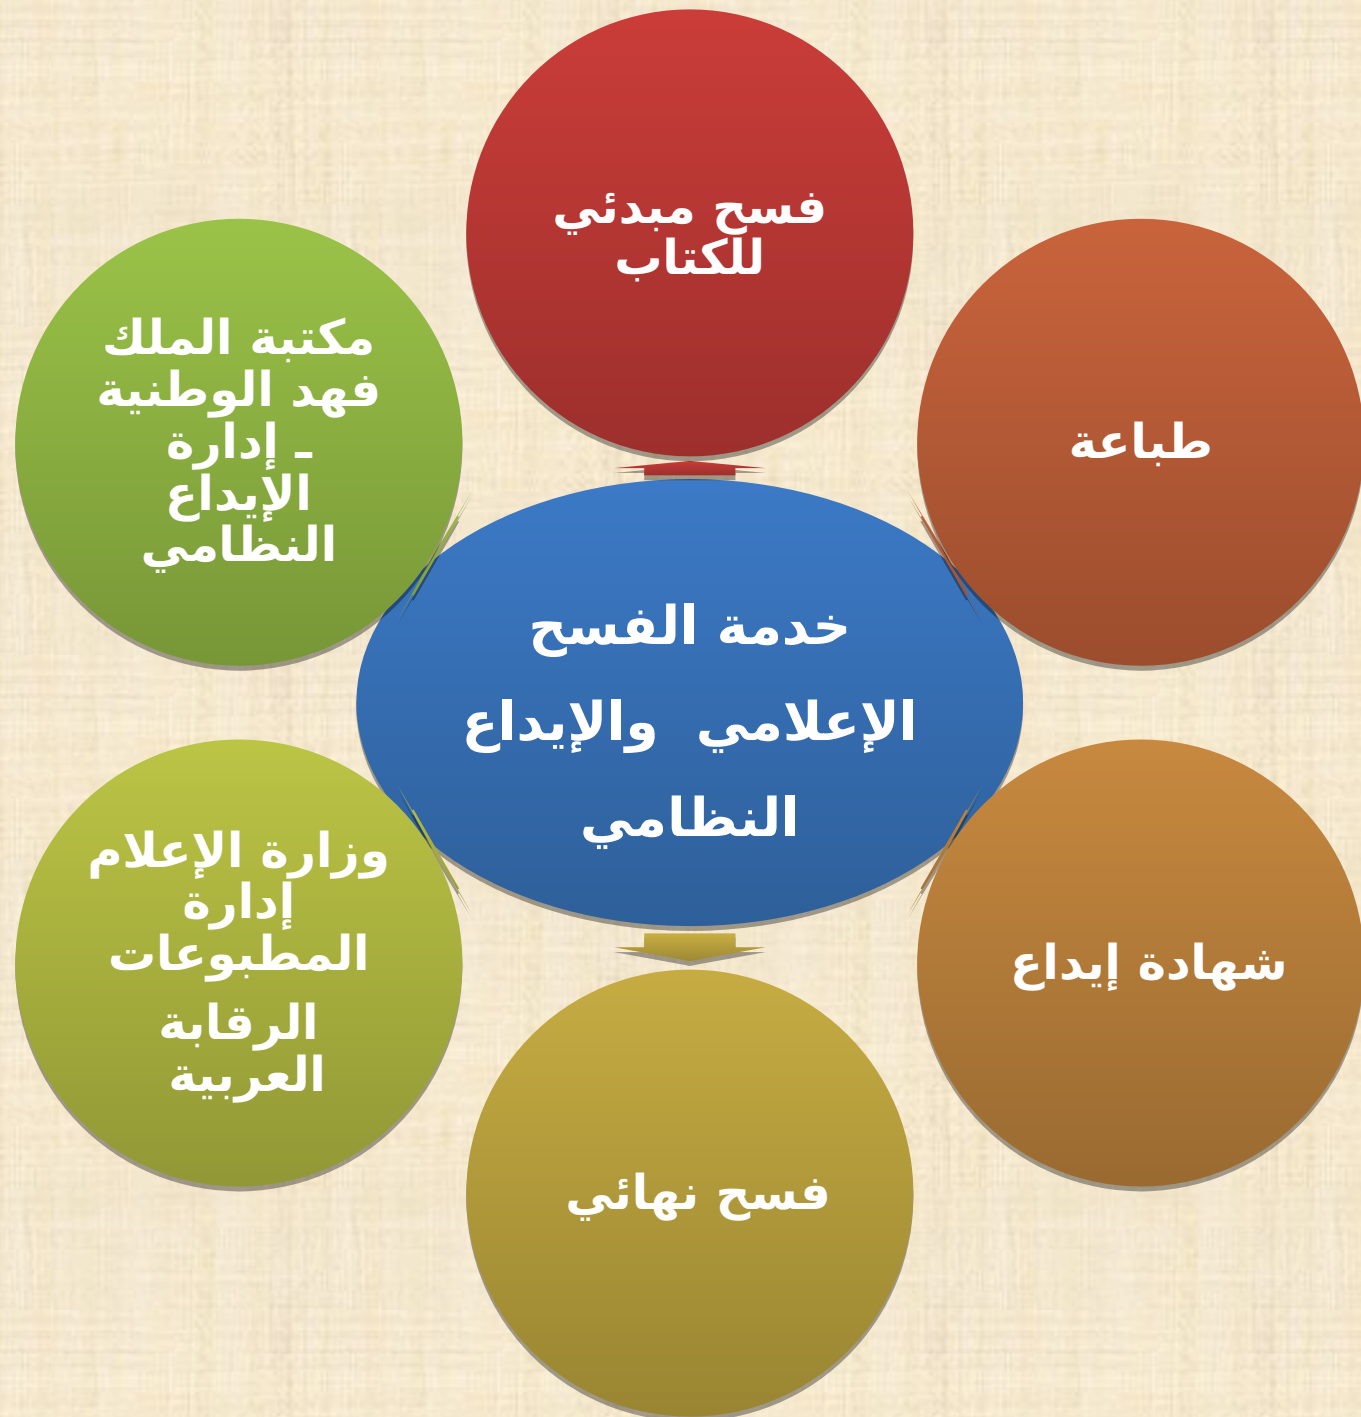 فسح مبدئي
للكتاب
طباعة
شهادة إيداع
فسح نهائي
وزارة الإعلام
إدارة
المطبوعات
الرقابة
العربية
مكتبة الملك
فهد الوطنية
ـ إدارة
الإيداع
النظامي
خدمة الفسح
الإعلامي والإيداع
النظامي